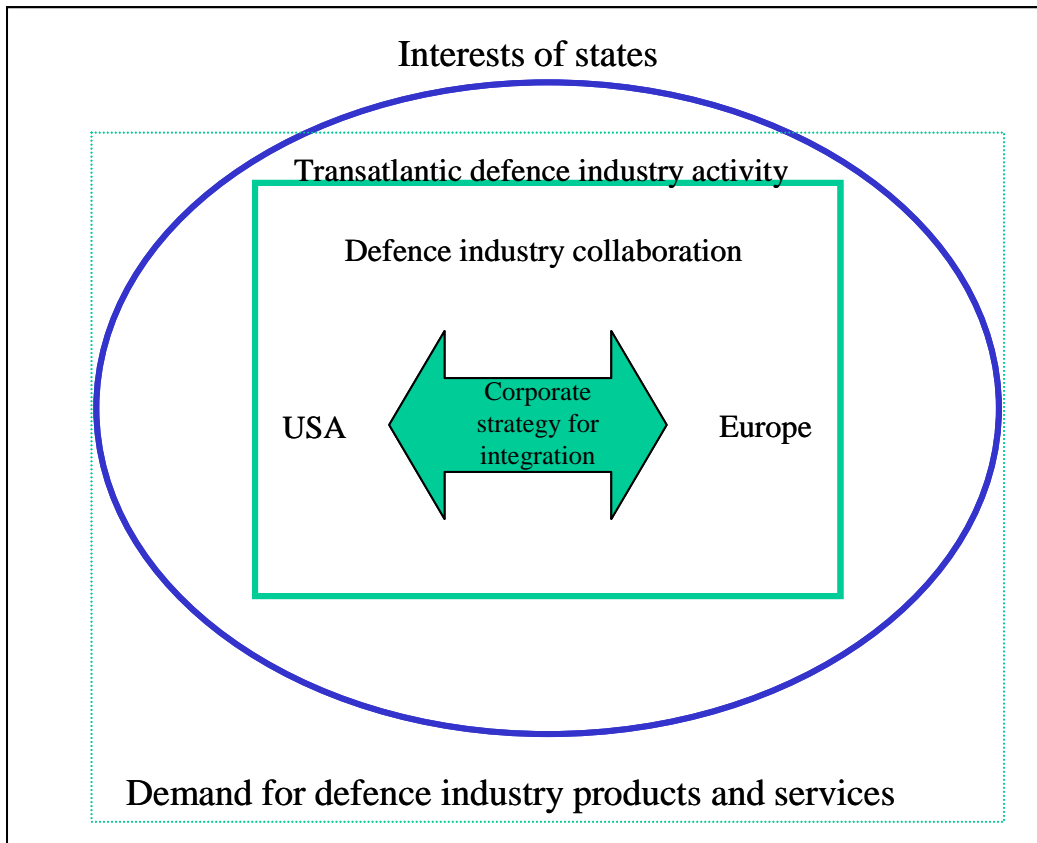 Interests of states
Transatlantic defence industry activity
Defence industry collaboration
USA
Corporate
strategy for
integration
Europe
Demand for defence industry products and services